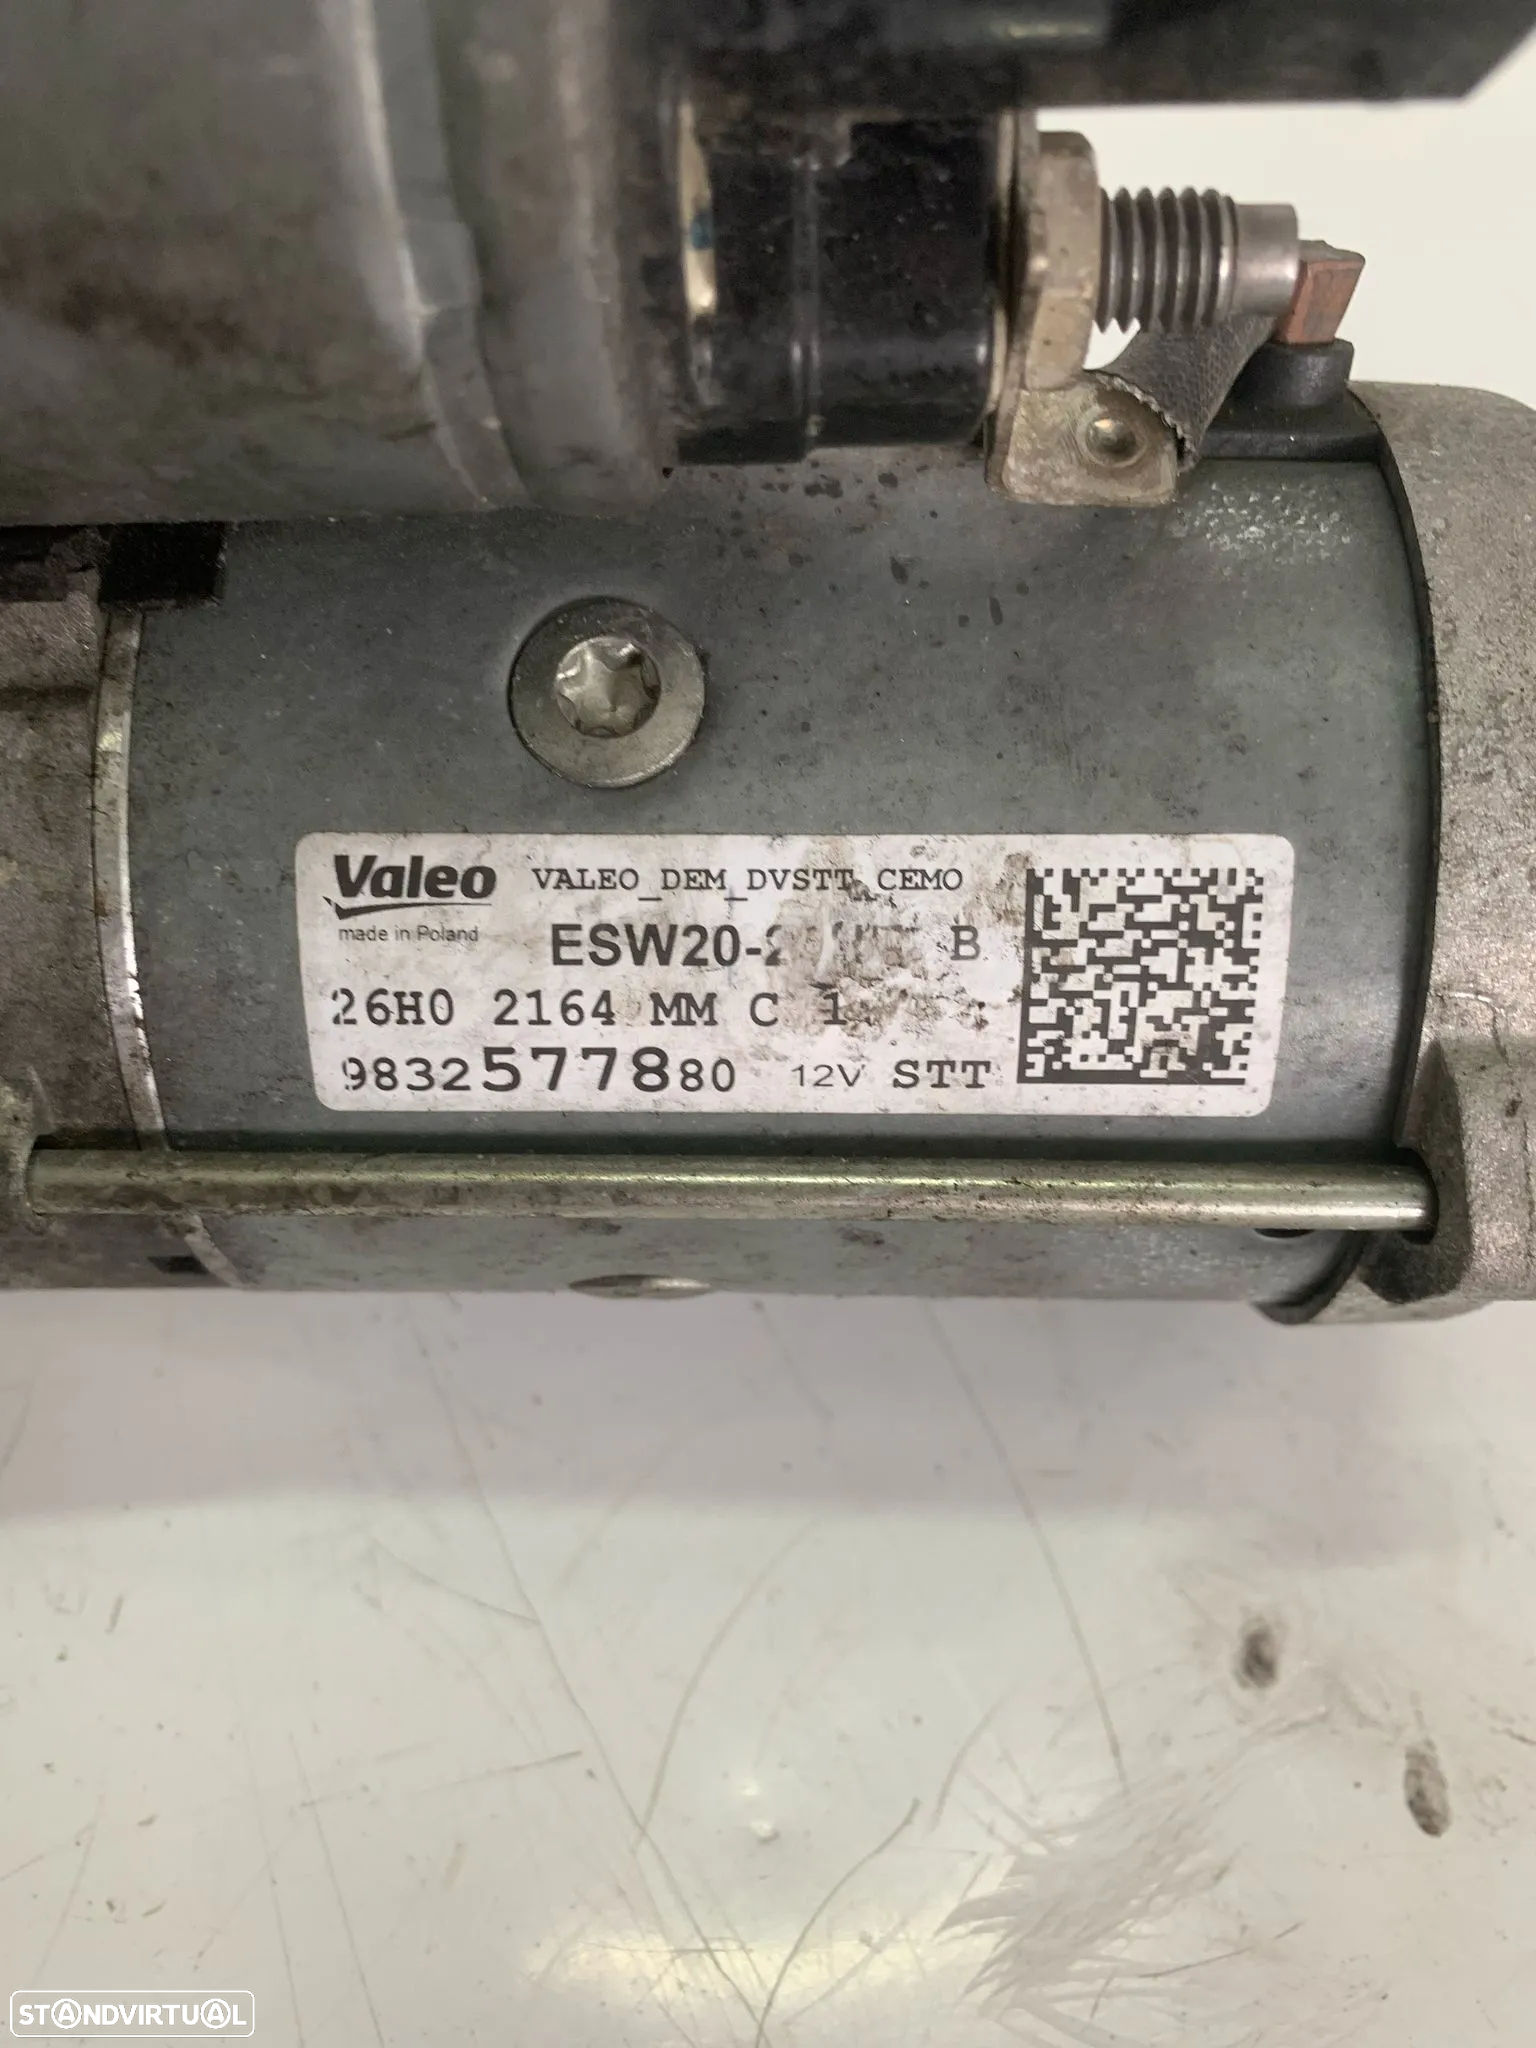 Valeo VALEO_DEM_DVSTT_CEMO
made in Poland ESW20- B
26H0 2164 MM C
9832577880 12V STT
STANDVIRTUAL